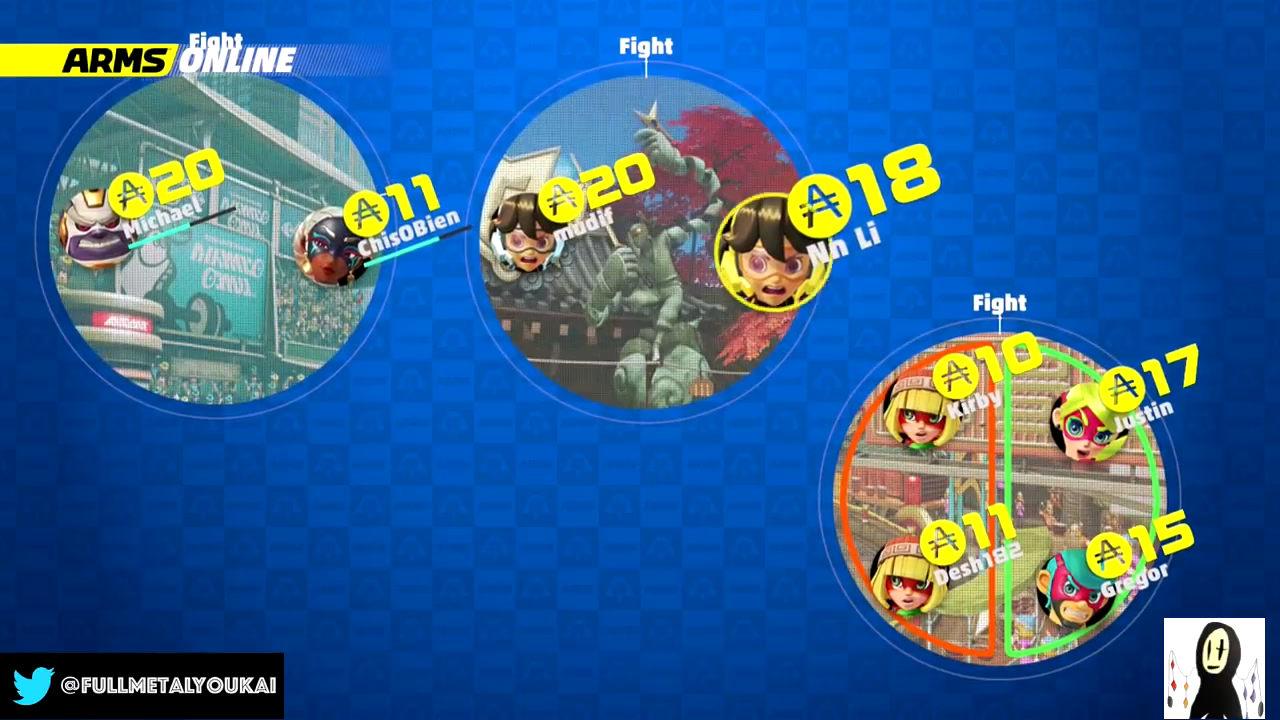 ARMS ONLINE
Fight
20
Michael
11
ChisOBien
Fight
20
mudif
18
Nn Li
Fight
10
Kirby
17
Justin
11
Desh182
15
Gregor
@FULLMETALYOUKAI